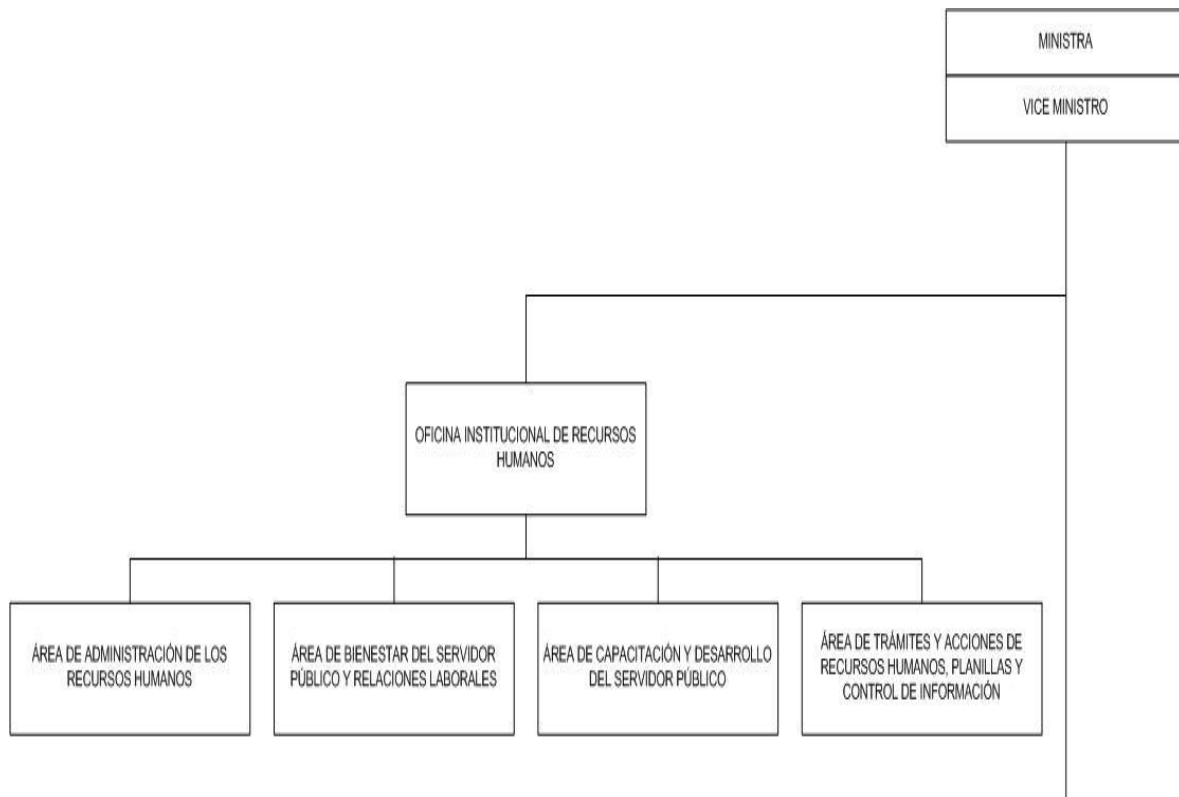 MINISTRA
VICE MINISTRO
OFICINA INSTITUCIONAL DE RECURSOS
HUMANOS
ÁREA DE ADMINISTRACIÓN DE LOS
RECURSOS HUMANOS
ÁREA DE BIENESTAR DEL SERVIDOR
PÚBLICO Y RELACIONES LABORALES
ÁREA DE CAPACITACIÓN Y DESARROLLO
DEL SERVIDOR PÚBLICO
ÁREA DE TRÁMITES Y ACCIONES DE
RECURSOS HUMANOS, PLANILLAS Y
CONTROL DE INFORMACIÓN